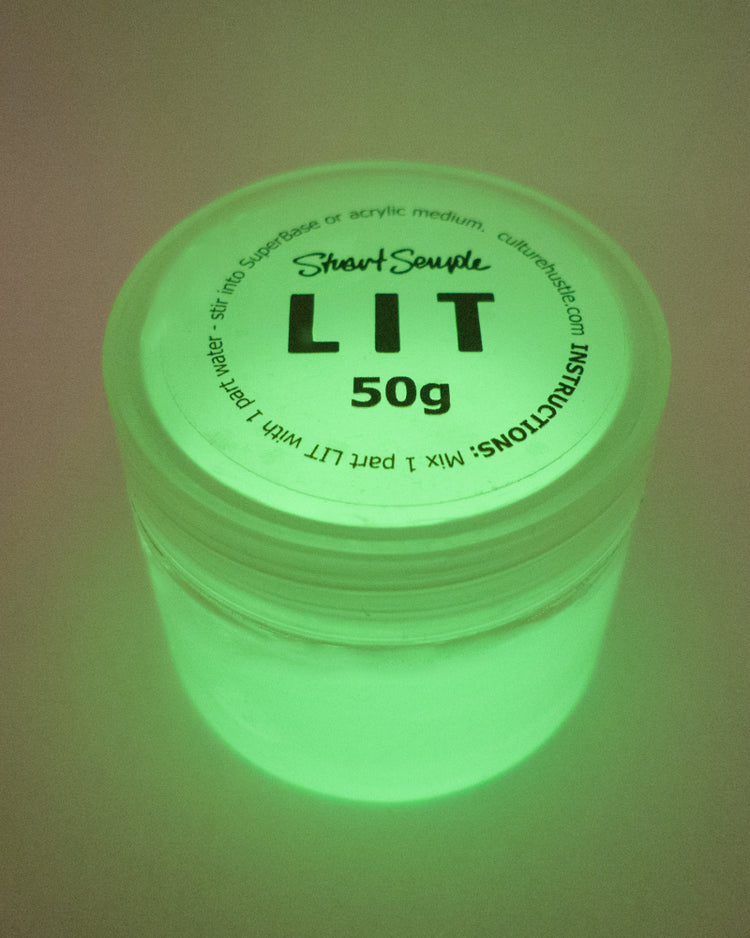 Stuart Semple
LIT
50g
INSTRUCTIONS: Mix 1 part LIT with 1 part water - stir into SuperBase or acrylic medium. culturehustle.com